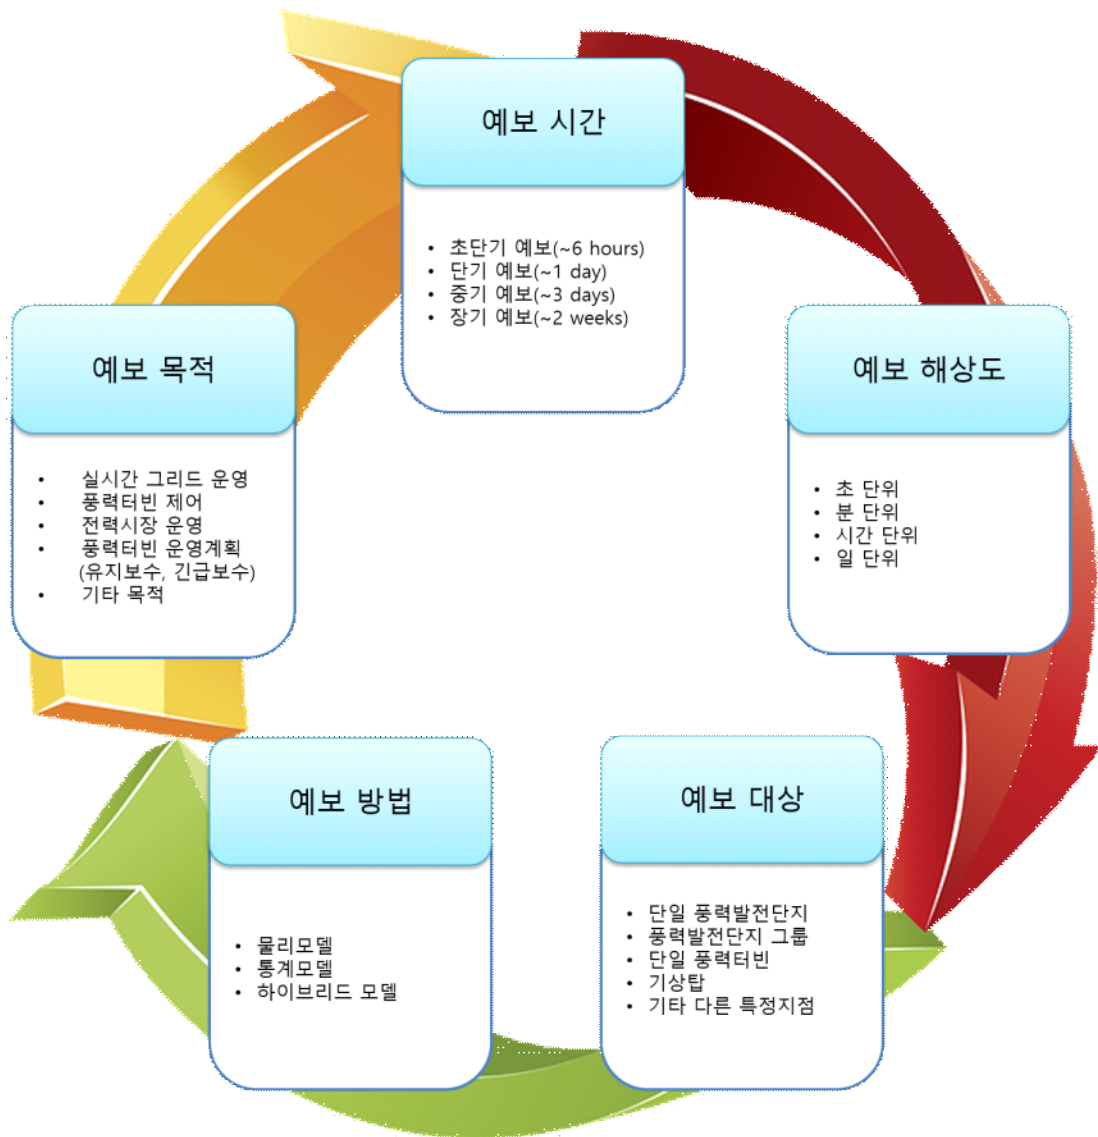 예보 시간
• 초단기 예보(~6 hours)
• 단기 예보(~1 day)
• 중기 예보(~3 days)
• 장기 예보(~2 weeks)
예보 해상도
• 초 단위
• 분 단위
• 시간 단위
• 일 단위
예보 대상
• 단일 풍력발전단지
• 풍력발전단지 그룹
• 단일 풍력터빈
• 기상탑
• 기타 다른 특정지점
예보 방법
• 물리모델
• 통계모델
• 하이브리드 모델
예보 목적
• 실시간 그리드 운영
• 풍력터빈 제어
• 전력시장 운영
• 풍력터빈 운영계획
(유지보수, 긴급보수)
• 기타 목적